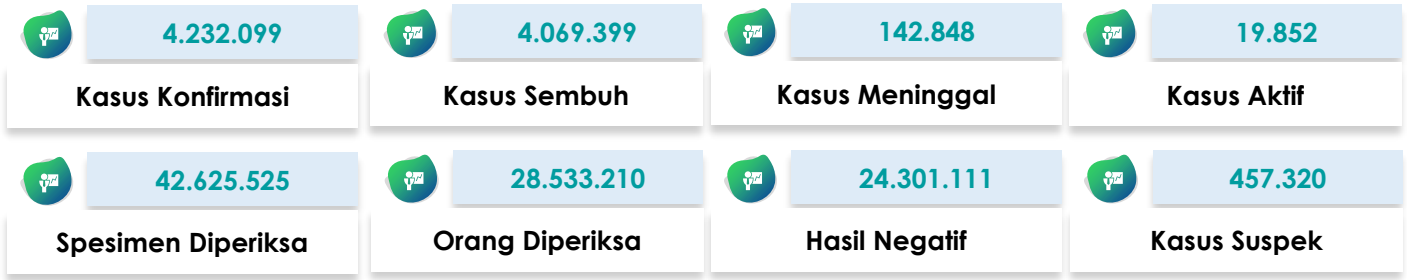 4.232.099
Kasus Konfirmasi
4.069.399
Kasus Sembuh
142.848
Kasus Meninggal
19.852
Kasus Aktif
42.625.525
Spesimen Diperiksa
28.533.210
Orang Diperiksa
24.301.111
Hasil Negatif
457.320
Kasus Suspek